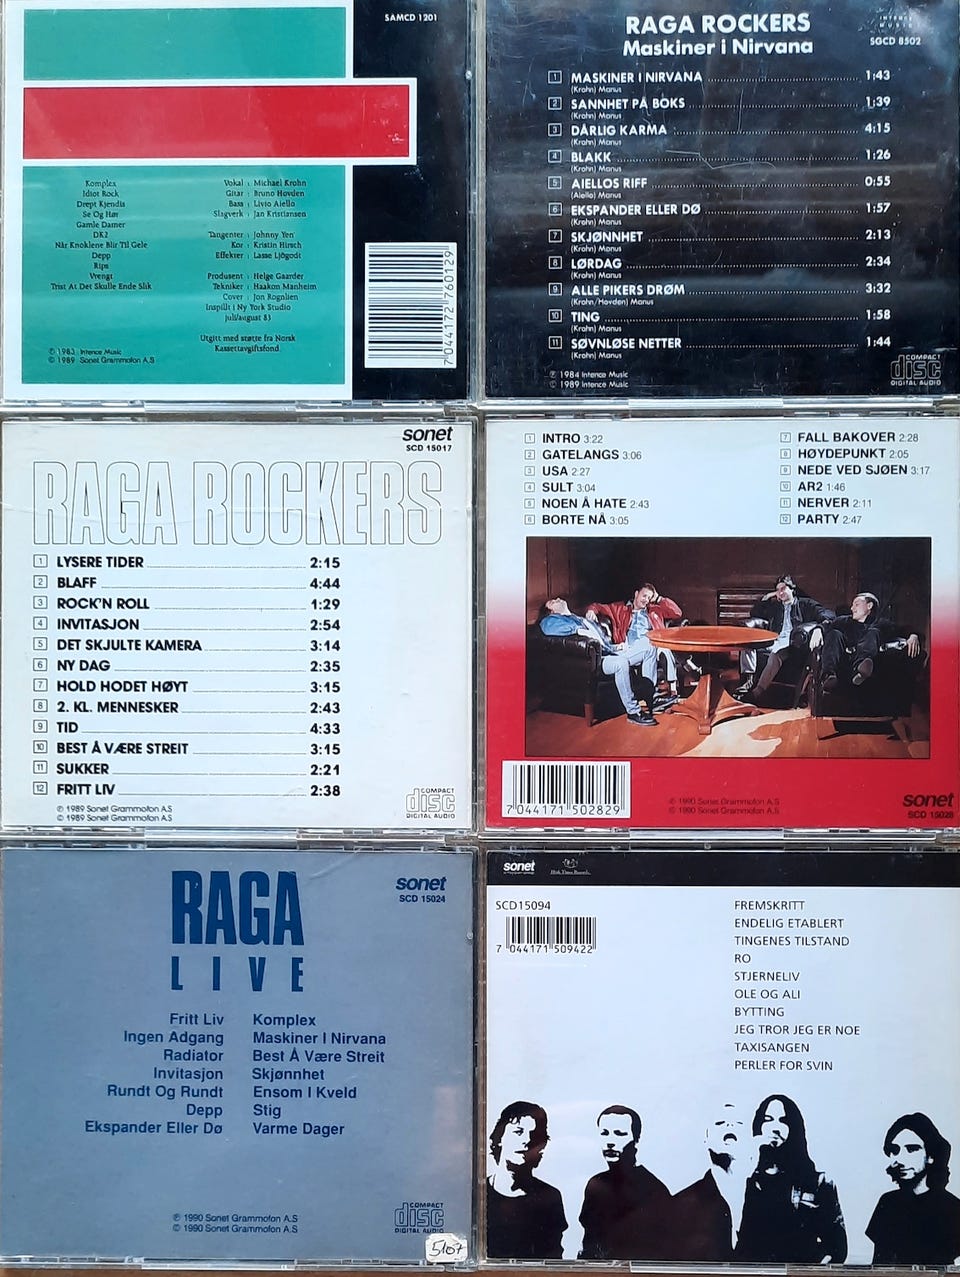 SAMCD 1201
Komplex
Idiot Rock
Drept Kjendis
Se Og Hør
Gamle Damer
DK2
Når Knoklene Blir Til Gele
Depp
Rips
Vrengt
Trist At Det Skulle Ende Slik
Vokal : Michael Krohn
Gitar : Bruno Hovden
Bass : Livio Aiello
Slagverk : Jan Kristiansen
Tangenter : Johnny Yen
Kor : Kristin Hirsch
Effekter : Lasse Ljøgodt
Produsent : Helge Gaarder
Tekniker : Haakon Manheim
Cover : Jon Rognlien
Inspilt i Ny York Studio
juli/august 83
Utgitt med støtte fra Norsk
Kassettavgiftsfond.
℗ 1983 Intence Music
© 1989 Sonet Grammofon A.S
7044172760129
RAGA ROCKERS
Maskiner i Nirvana
INTENCE
MUSIC
SGCD 8502
1 MASKINER I NIRVANA 1:43
(Krohn) Manus
2 SANNHET PÅ BOKS 1:39
(Krohn) Manus
3 DÅRLIG KARMA 4:15
(Krohn) Manus
4 BLAKK 1:26
(Krohn) Manus
5 AIELLOS RIFF 0:55
(Aiello) Manus
6 EKSPANDER ELLER DØ 1:57
(Krohn) Manus
7 SKJØNNHET 2:13
(Krohn) Manus
8 LØRDAG 2:34
(Krohn) Manus
9 ALLE PIKERS DRØM 3:32
(Krohn/Hovden) Manus
10 TING 1:58
(Krohn) Manus
11 SØVNLØSE NETTER 1:44
(Krohn) Manus
℗ 1984 Intence Music
© 1989 Intence Music
COMPACT
disc
DIGITAL AUDIO
sonet
SCD 15017
RAGA ROCKERS
1 LYSERE TIDER 2:15
2 BLAFF 4:44
3 ROCK'N ROLL 1:29
4 INVITASJON 2:54
5 DET SKJULTE KAMERA 3:14
6 NY DAG 2:35
7 HOLD HODET HØYT 3:15
8 2. KL. MENNESKER 2:43
9 TID 4:33
10 BEST Å VÆRE STREIT 3:15
11 SUKKER 2:21
12 FRITT LIV 2:38
℗ 1989 Sonet Grammofon A.S
© 1989 Sonet Grammofon A.S
COMPACT
disc
DIGITAL AUDIO
1 INTRO 3:22
2 GATELANGS 3:06
3 USA 2:27
4 SULT 3:04
5 NOEN Å HATE 2:43
6 BORTE NÅ 3:05
7 FALL BAKOVER 2:28
8 HØYDEPUNKT 2:05
9 NEDE VED SJØEN 3:17
10 AR2 1:46
11 NERVER 2:11
12 PARTY 2:47
7 044171 502829
℗ 1990 Sonet Grammofon A.S
© 1990 Sonet Grammofon A.S
sonet
SCD 15028
RAGA
LIVE
sonet
SCD 15024
Fritt Liv
Ingen Adgang
Radiator
Invitasjon
Rundt Og Rundt
Depp
Ekspander Eller Dø
Komplex
Maskiner I Nirvana
Best Å Være Streit
Skjønnhet
Ensom I Kveld
Stig
Varme Dager
℗ 1990 Sonet Grammofon A.S
© 1990 Sonet Grammofon A.S
COMPACT
disc
DIGITAL AUDIO
5107
sonet
SCD15094
7 044171 509422
FREMSKRITT
ENDELIG ETABLERT
TINGENES TILSTAND
RO
STJERNELIV
OLE OG ALI
BYTTING
JEG TROR JEG ER NOE
TAXISANGEN
PERLER FOR SVIN